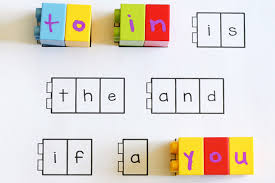 to in is
the and
if a you